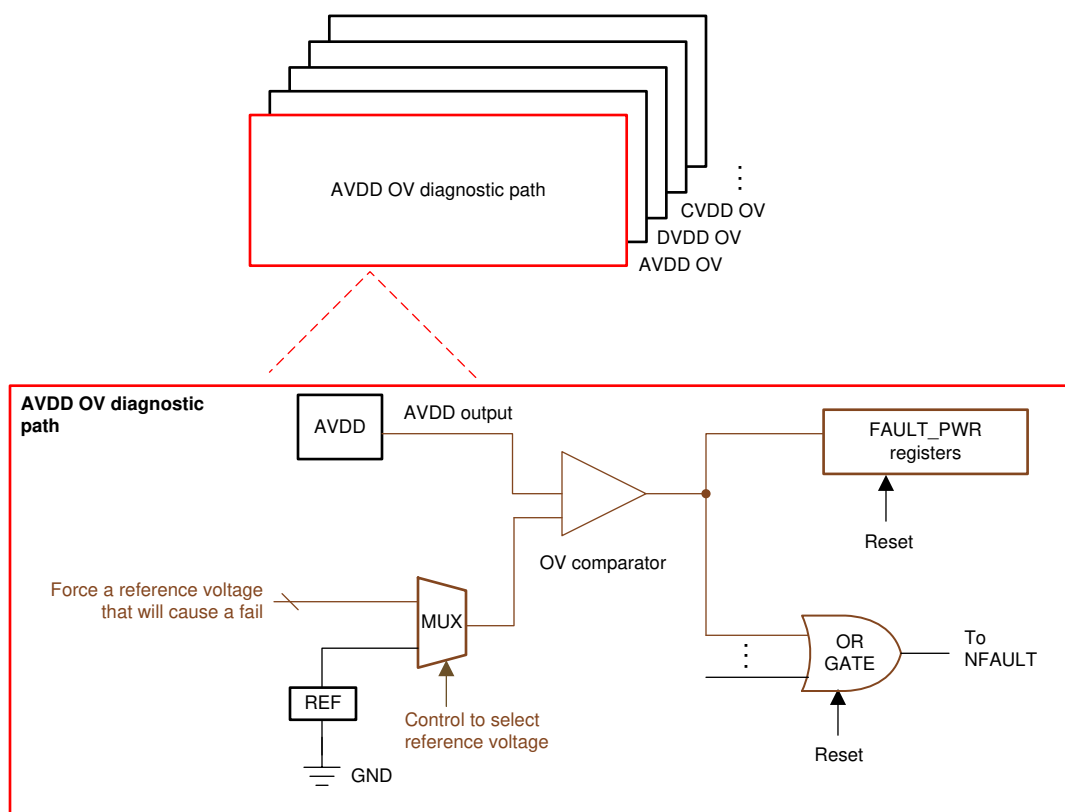 AVDD OV diagnostic path
⋮
CVDD OV
DVDD OV
AVDD OV
AVDD OV diagnostic
path
AVDD
AVDD output
FAULT_PWR
registers
Reset
OV comparator
Force a reference voltage
that will cause a fail
MUX
OR
GATE
⋮
To
NFAULT
REF
Control to select
reference voltage
Reset
GND